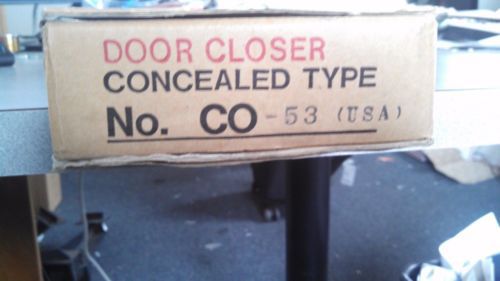 DOOR CLOSER
CONCEALED TYPE
No. CO-53 (USA)